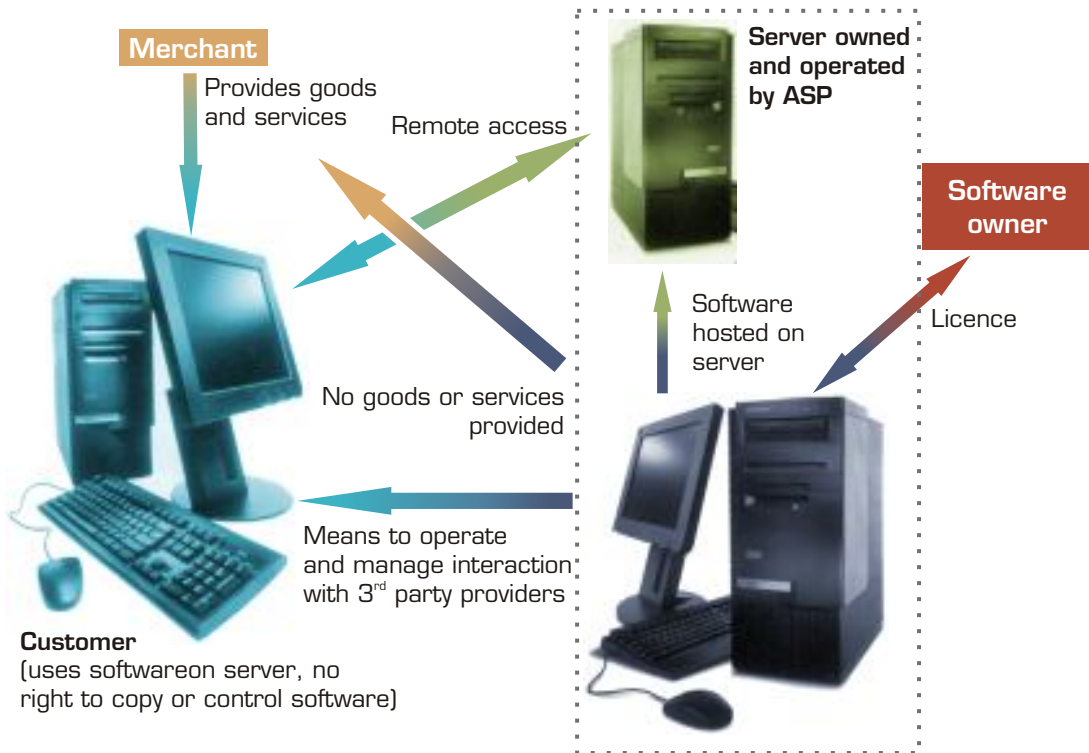 Merchant
Provides goods
and services
Remote access
Server owned
and operated
by ASP
Software
owner
Software
hosted on
server
Licence
No goods or services
provided
Means to operate
and manage interaction
with 3rd party providers
Customer
(uses softwareon server, no
right to copy or control software)